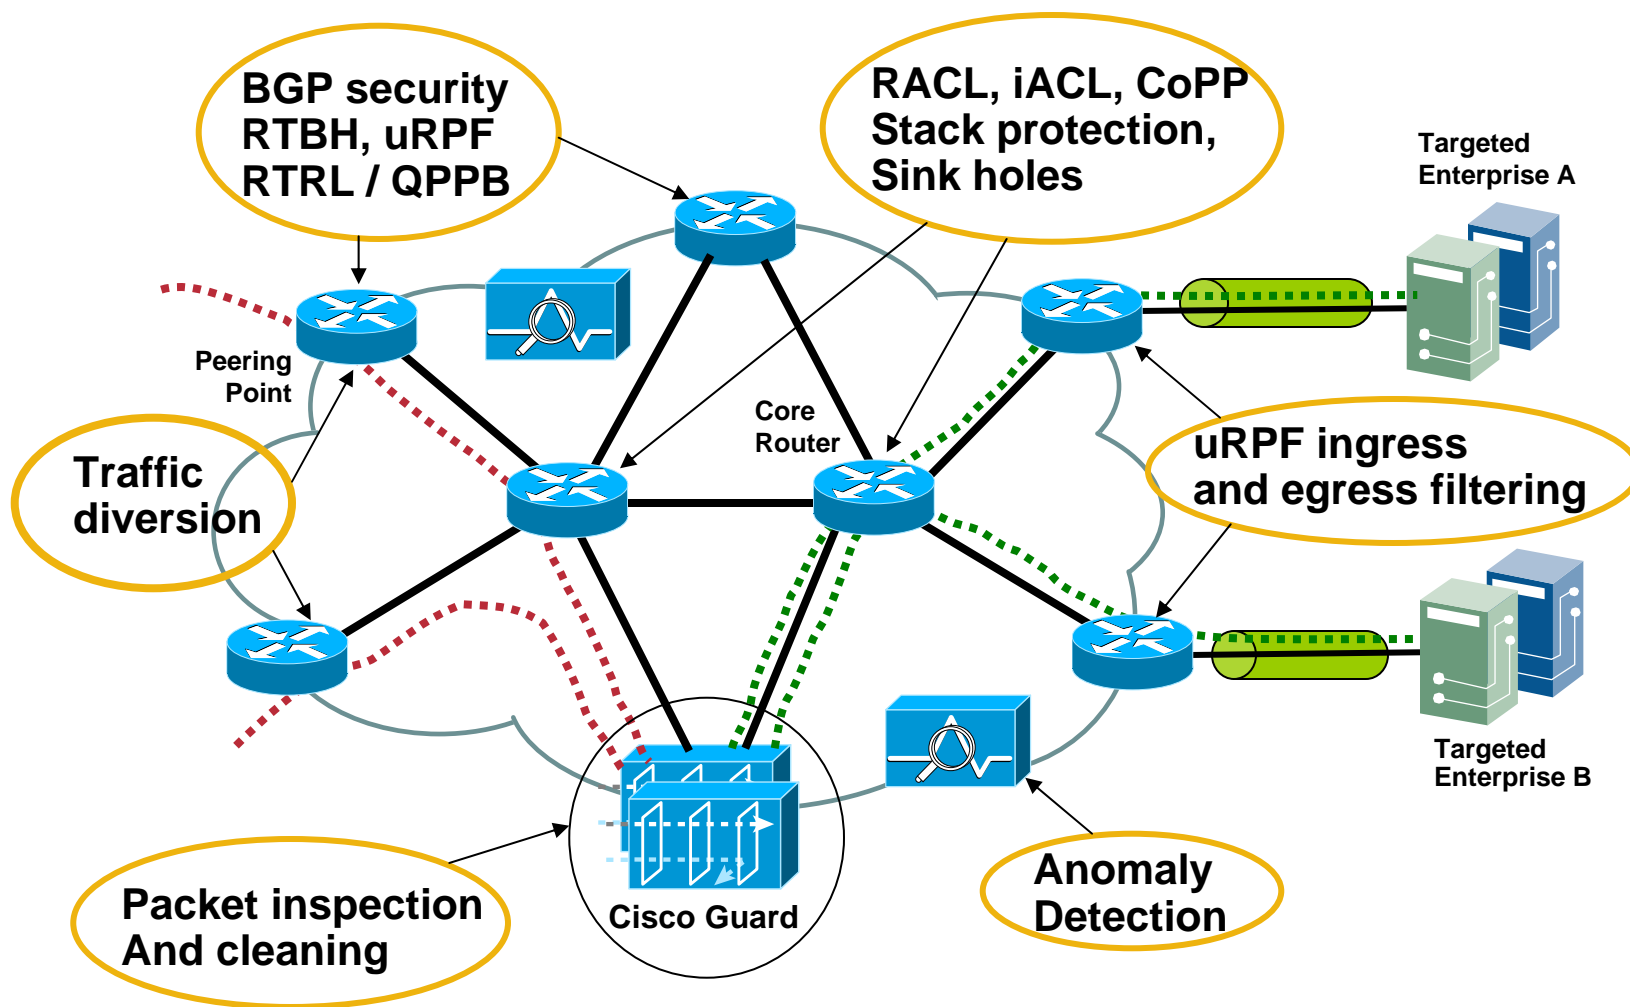 BGP security
RTBH, uRPF
RTRL / QPPB
RACL, iACL, CoPP
Stack protection,
Sink holes
Targeted
Enterprise A
Peering
Point
Core
Router
Traffic
diversion
uRPF ingress
and egress filtering
Targeted
Enterprise B
Packet inspection
And cleaning
Cisco Guard
Anomaly
Detection